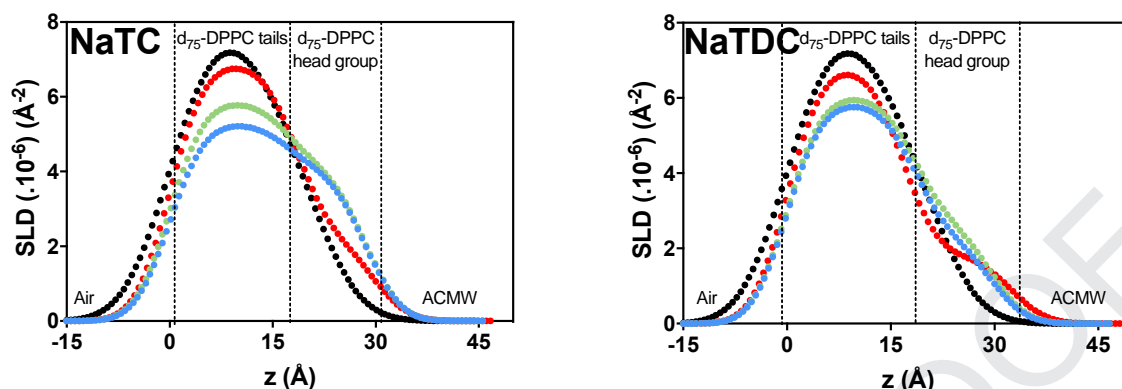 NaTC
d₇₅-DPPC tails
d₇₅-DPPC
head group
SLD (.10⁻⁶) (Å⁻²)
8
6
4
2
0
Air
ACMW
-15
0
15
30
45
z (Å)
NaTDC
d₇₅-DPPC tails
d₇₅-DPPC
head group
SLD (.10⁻⁶) (Å⁻²)
8
6
4
2
0
Air
ACMW
-15
0
15
30
45
z (Å)
OOF